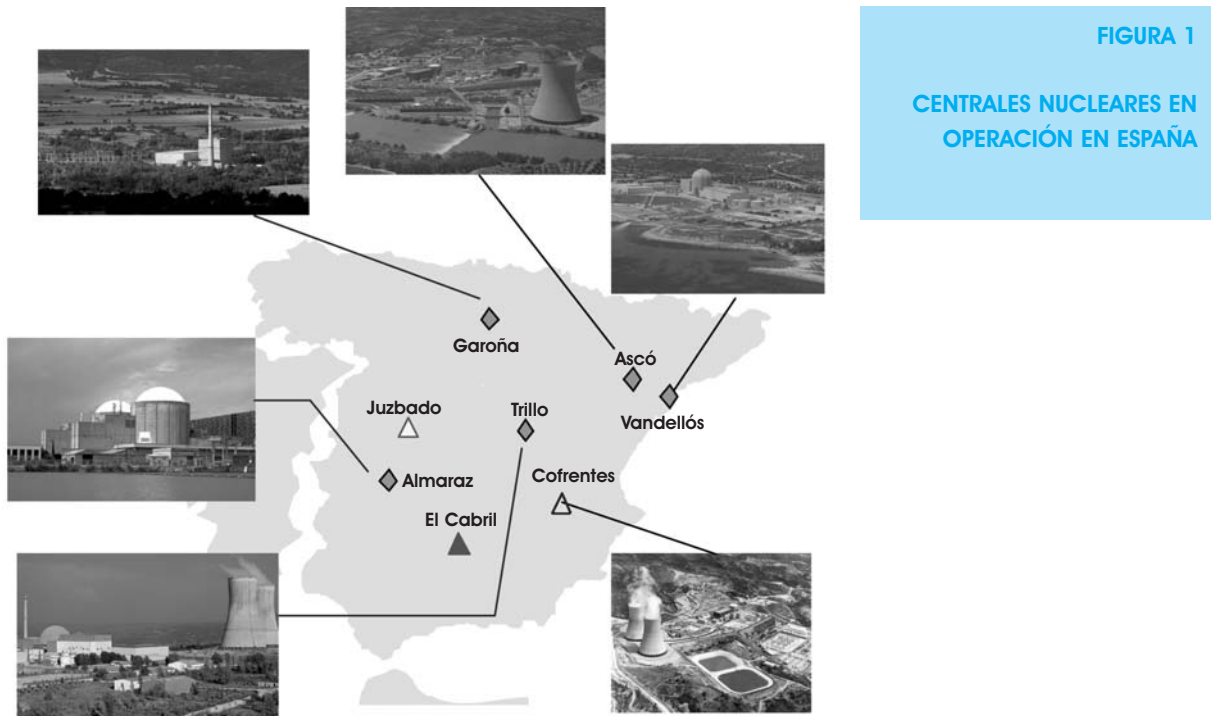 FIGURA 1
CENTRALES NUCLEARES EN
OPERACIÓN EN ESPAÑA
Garoña
Ascó
Vandellós
Juzbado
Trillo
Almaraz
Cofrentes
El Cabril